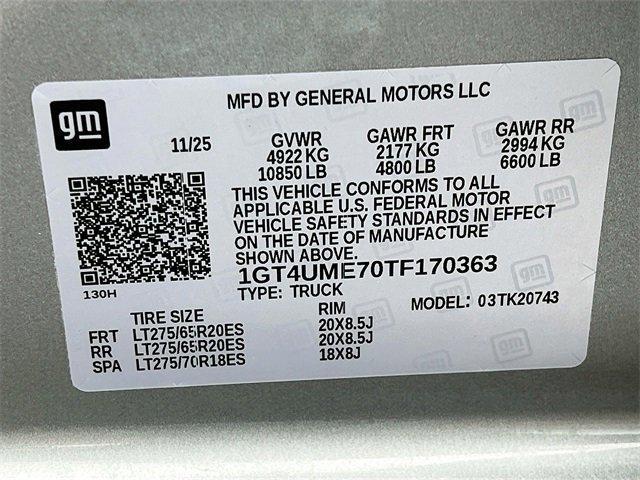 gm
MFD BY GENERAL MOTORS LLC
11/25
GVWR GAWR FRT GAWR RR
4922 KG 2177 KG 2994 KG
10850 LB 4800 LB 6600 LB
THIS VEHICLE CONFORMS TO ALL
APPLICABLE U.S. FEDERAL MOTOR
VEHICLE SAFETY STANDARDS IN EFFECT
ON THE DATE OF MANUFACTURE
SHOWN ABOVE.
130H
1GT4UME70TF170363
TYPE: TRUCK MODEL: 03TK20743
TIRE SIZE RIM
FRT LT275/65R20ES 20X8.5J
RR LT275/65R20ES 20X8.5J
SPA LT275/70R18ES 18X8J